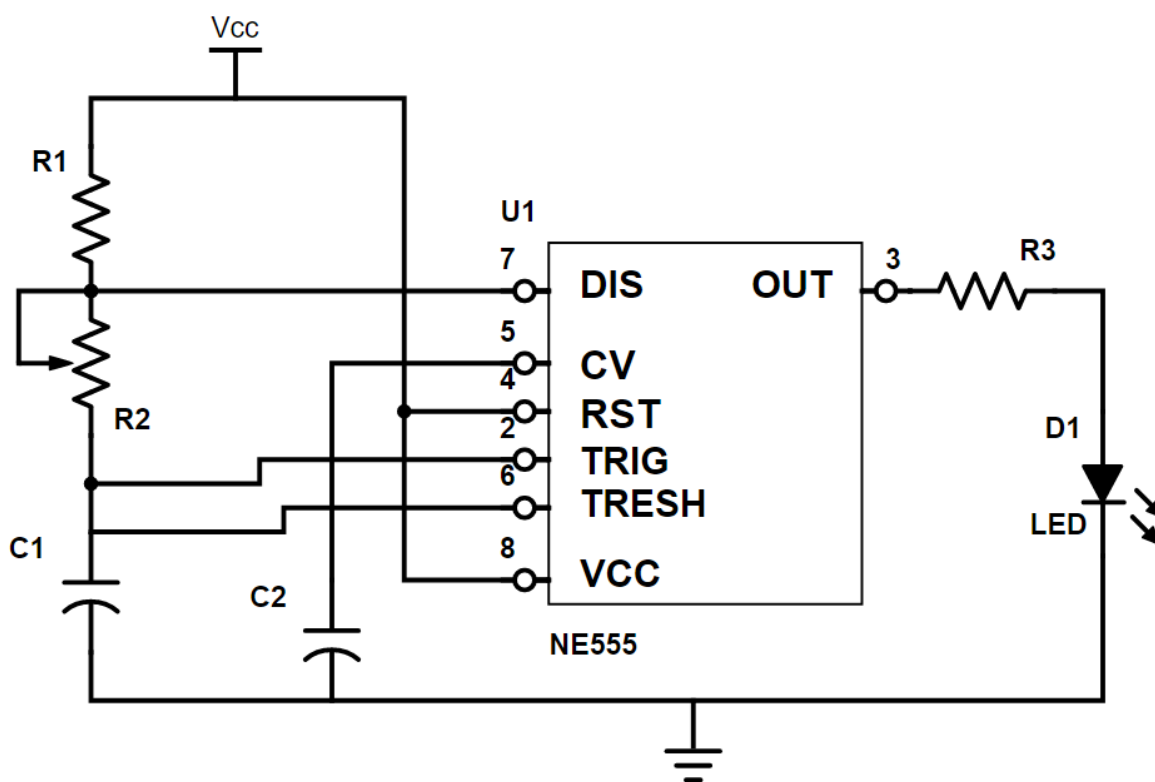 Vcc
R1
U1
7
DIS
OUT
3
R3
5
CV
4
RST
R2
2
TRIG
D1
6
TRESH
LED
C1
8
VCC
C2
NE555